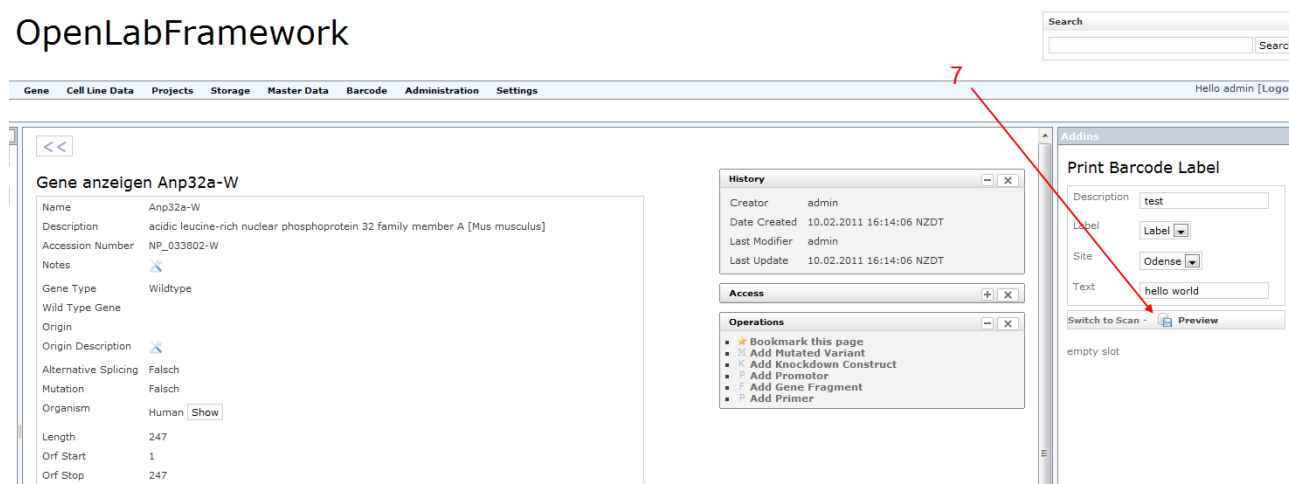 OpenLabFramework
Search
Search
7
Gene Cell Line Data Projects Storage Master Data Barcode Administration Settings
Hello admin [Logo
<<
Gene anzeigen Anp32a-W
Name Anp32a-W
Description acidic leucine-rich nuclear phosphoprotein 32 family member A [Mus musculus]
Accession Number NP_033802-W
Notes
Gene Type Wildtype
Wild Type Gene
Origin
Origin Description
Alternative Splicing Falsch
Mutation Falsch
Organism Human Show
Length 247
Orf Start 1
Orf Stop 247
History
Creator admin
Date Created 10.02.2011 16:14:06 NZDT
Last Modifier admin
Last Update 10.02.2011 16:14:06 NZDT
Access
Operations
Bookmark this page
M Add Mutated Variant
K Add Knockdown Construct
P Add Promotor
F Add Gene Fragment
P Add Primer
Addins
Print Barcode Label
Description test
Label Label
Site Odense
Text hello world
Switch to Scan - Preview
empty slot